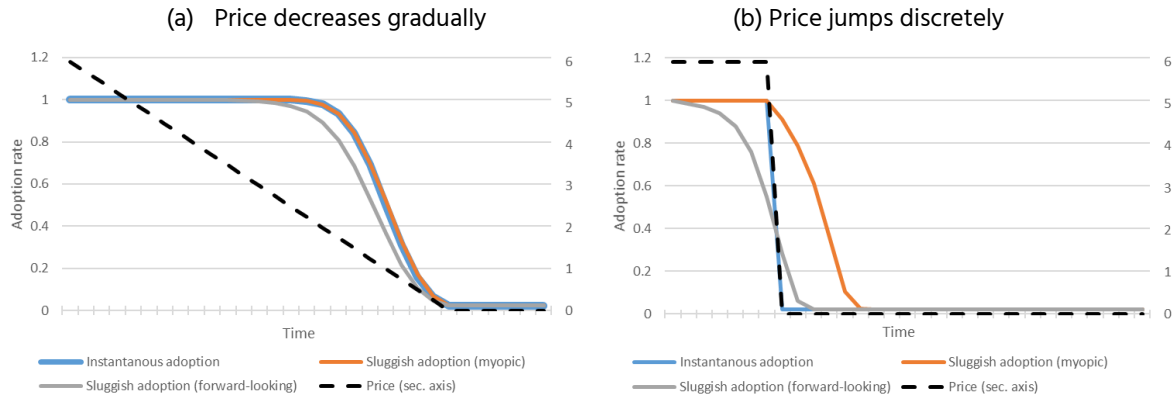 (a) Price decreases gradually
1.2
1
0.8
0.6
0.4
0.2
0
Adoption rate
6
5
4
3
2
1
0
Time
Instantanous adoption
Sluggish adoption (myopic)
Sluggish adoption (forward-looking)
Price (sec. axis)
(b) Price jumps discretely
1.2
1
0.8
0.6
0.4
0.2
0
Adoption rate
6
5
4
3
2
1
0
Time
Instantanous adoption
Sluggish adoption (myopic)
Sluggish adoption (forward-looking)
Price (sec. axis)